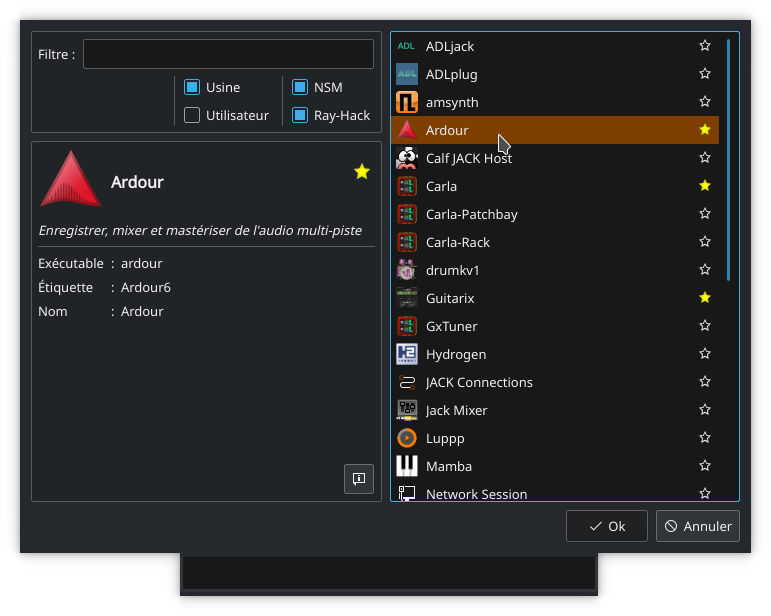 Filtre :
Usine
NSM
Utilisateur
Ray-Hack
Ardour
Enregistrer, mixer et mastériser de l'audio multi-piste
Exécutable : ardour
Étiquette : Ardour6
Nom : Ardour
ADL ADLjack
ADL ADLplug
amsynth
Ardour
Calf JACK Host
Carla
Carla-Patchbay
Carla-Rack
drumkv1
Guitarix
GxTuner
H2 Hydrogen
JACK Connections
Jack Mixer
Luppp
Mamba
Network Session
Ok
Annuler